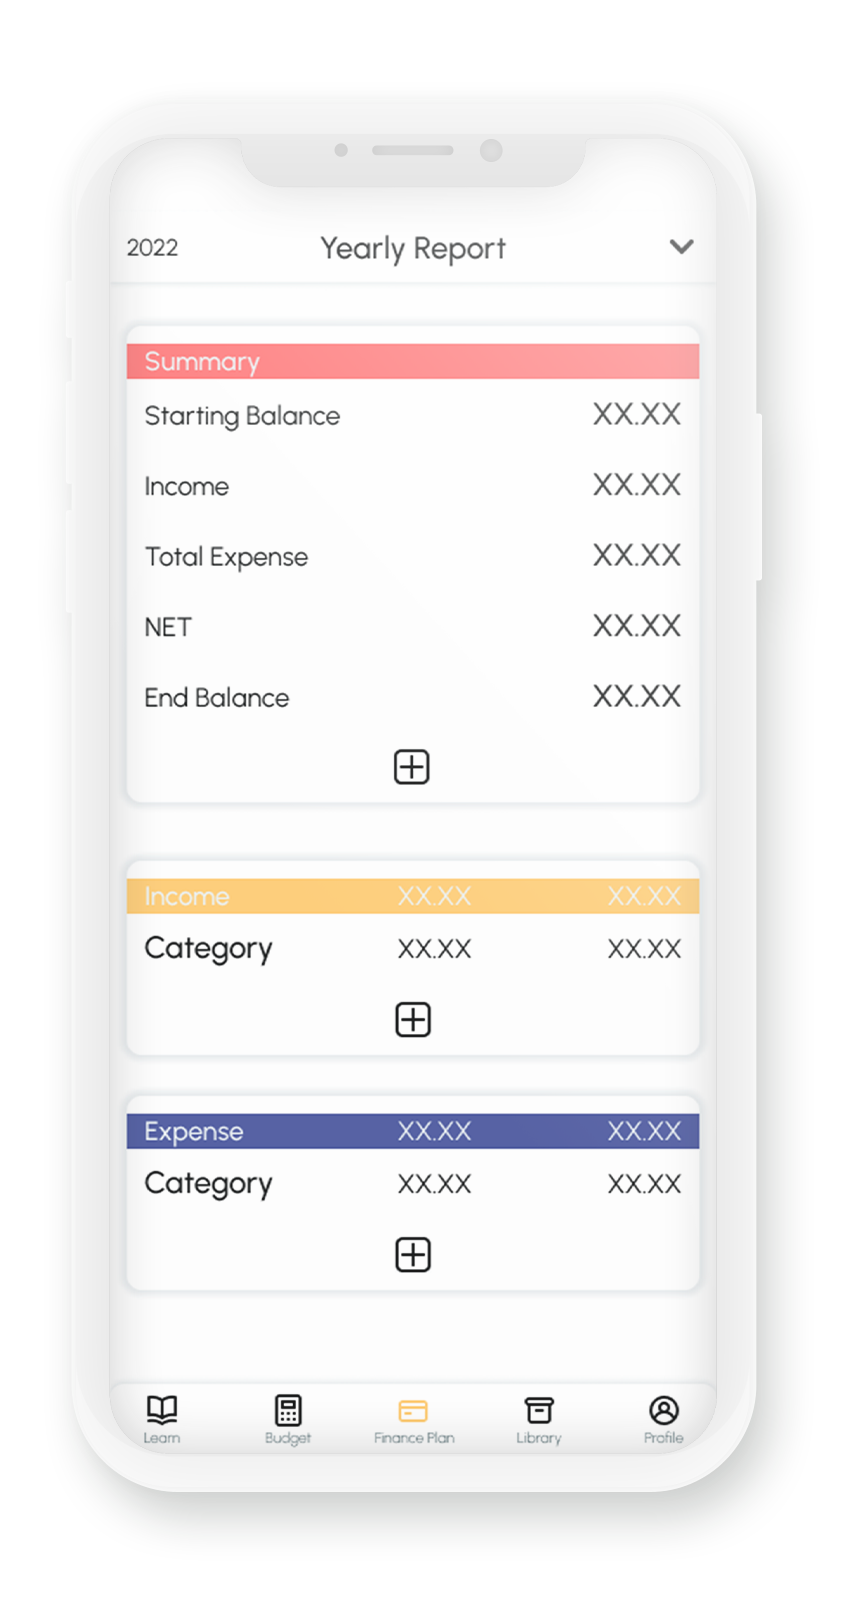 2022 Yearly Report
Summary
Starting Balance XX.XX
Income XX.XX
Total Expense XX.XX
NET XX.XX
End Balance XX.XX
Income XX.XX XX.XX
Category XX.XX XX.XX
Expense XX.XX XX.XX
Category XX.XX XX.XX
Learn Budget Finance Plan Library Profile